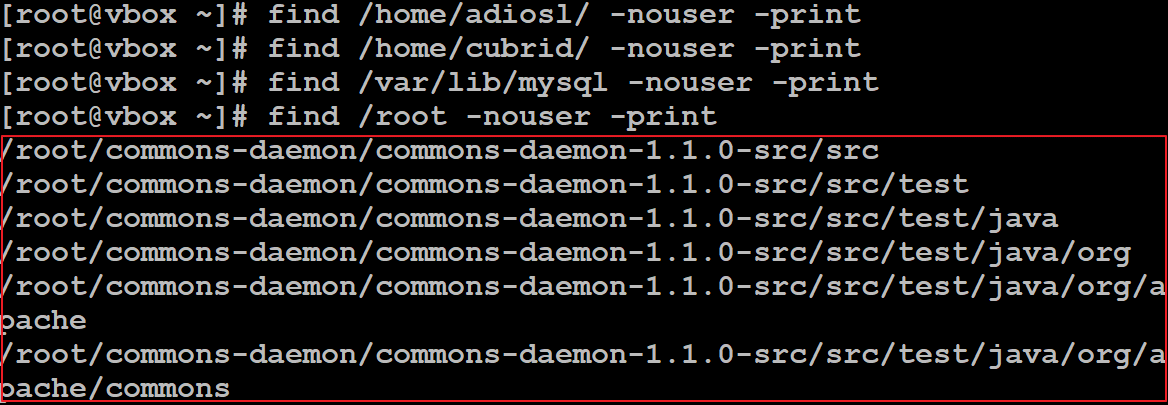 [root@vbox ~]# find /home/adiosl/ -nouser -print
[root@vbox ~]# find /home/cubrid/ -nouser -print
[root@vbox ~]# find /var/lib/mysql -nouser -print
[root@vbox ~]# find /root -nouser -print
/root/commons-daemon/commons-daemon-1.1.0-src/src
/root/commons-daemon/commons-daemon-1.1.0-src/src/test
/root/commons-daemon/commons-daemon-1.1.0-src/src/test/java
/root/commons-daemon/commons-daemon-1.1.0-src/src/test/java/org
/root/commons-daemon/commons-daemon-1.1.0-src/src/test/java/org/a
pache
/root/commons-daemon/commons-daemon-1.1.0-src/src/test/java/org/a
pache/commons